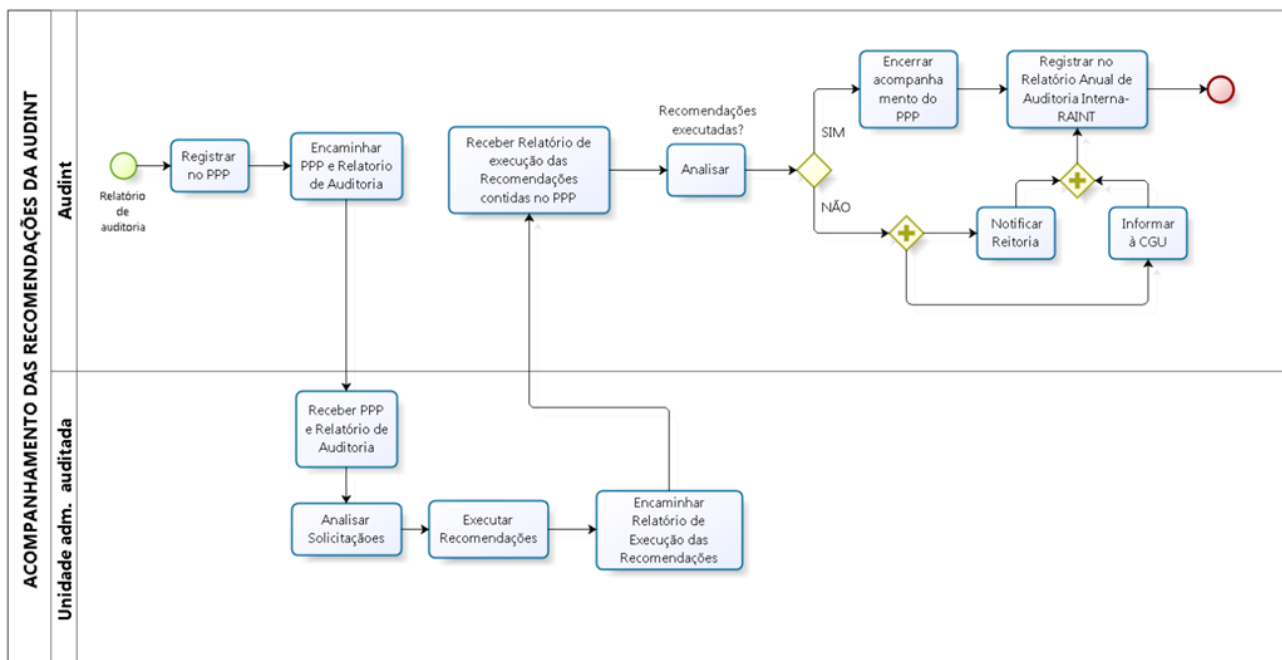 ACOMPANHAMENTO DAS RECOMENDAÇÕES DA AUDINT
Audint
Relatório
de
auditoria
Registrar
no PPP
Encaminhar
PPP e Relatorio
de Auditoria
Receber Relatório de
execução das
Recomendações
contidas no PPP
Recomendações
executadas?
Analisar
SIM
NÃO
Encerrar
acompanha
mento do
PPP
Registrar no
Relatório Anual de
Auditoria Interna-
RAINT
Notificar
Reitoria
Informar
à CGU
Unidade adm. auditada
Receber PPP
e Relatório de
Auditoria
Analisar
Solicitaçãoes
Executar
Recomendações
Encaminhar
Relatório de
Execução das
Recomendações